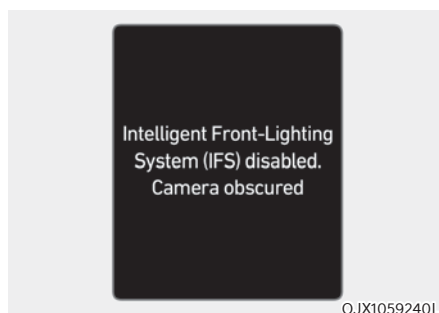 Intelligent Front-Lighting
System (IFS) disabled.
Camera obscured
OJX1059240L